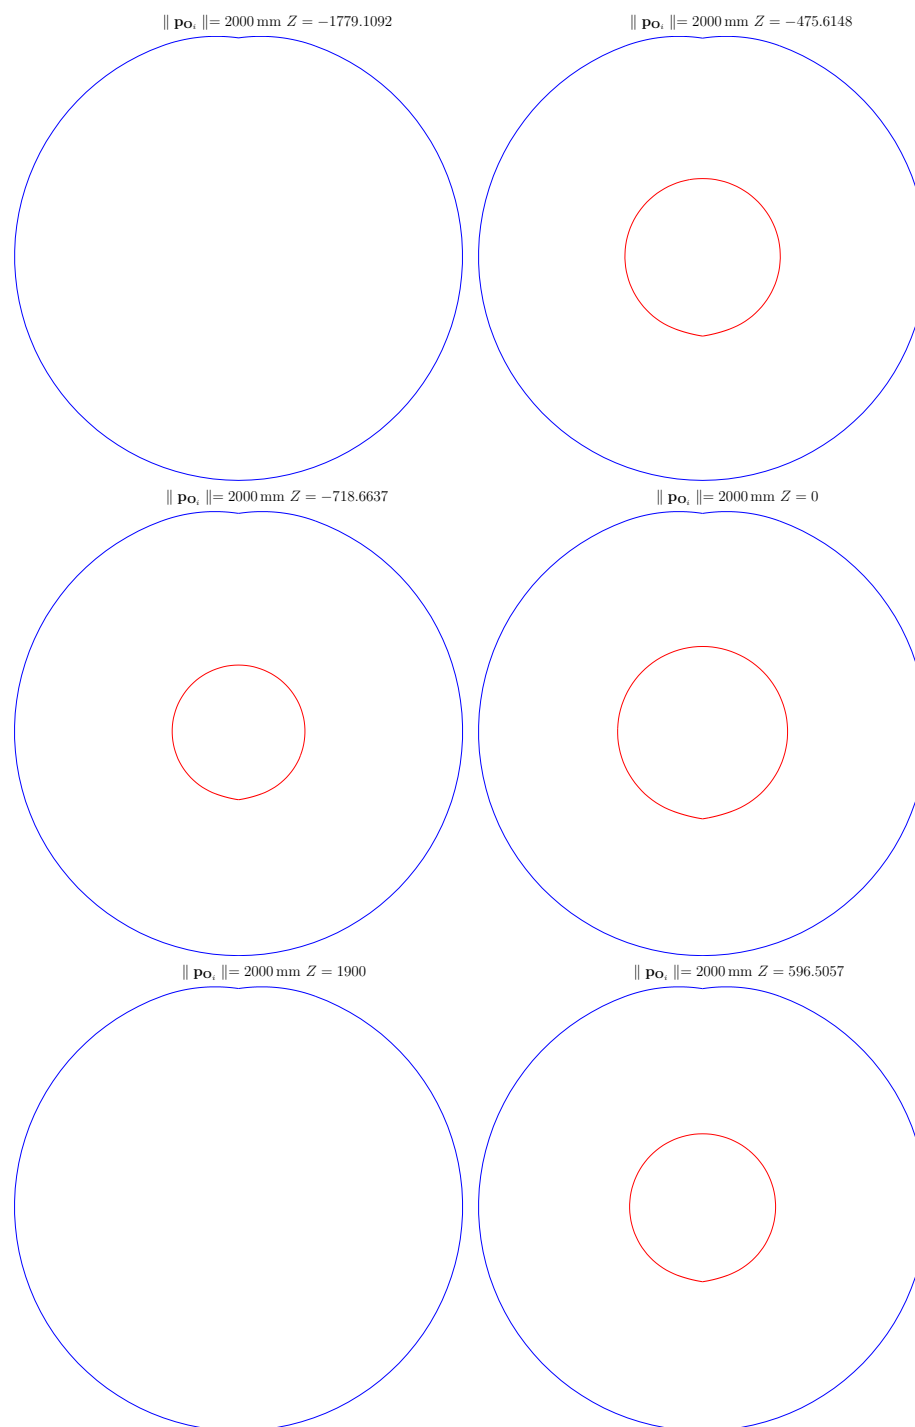 ∥ p_{O_i} ∥= 2000 mm Z = −1779.1092
∥ p_{O_i} ∥= 2000 mm Z = −475.6148
∥ p_{O_i} ∥= 2000 mm Z = −718.6637
∥ p_{O_i} ∥= 2000 mm Z = 0
∥ p_{O_i} ∥= 2000 mm Z = 1900
∥ p_{O_i} ∥= 2000 mm Z = 596.5057